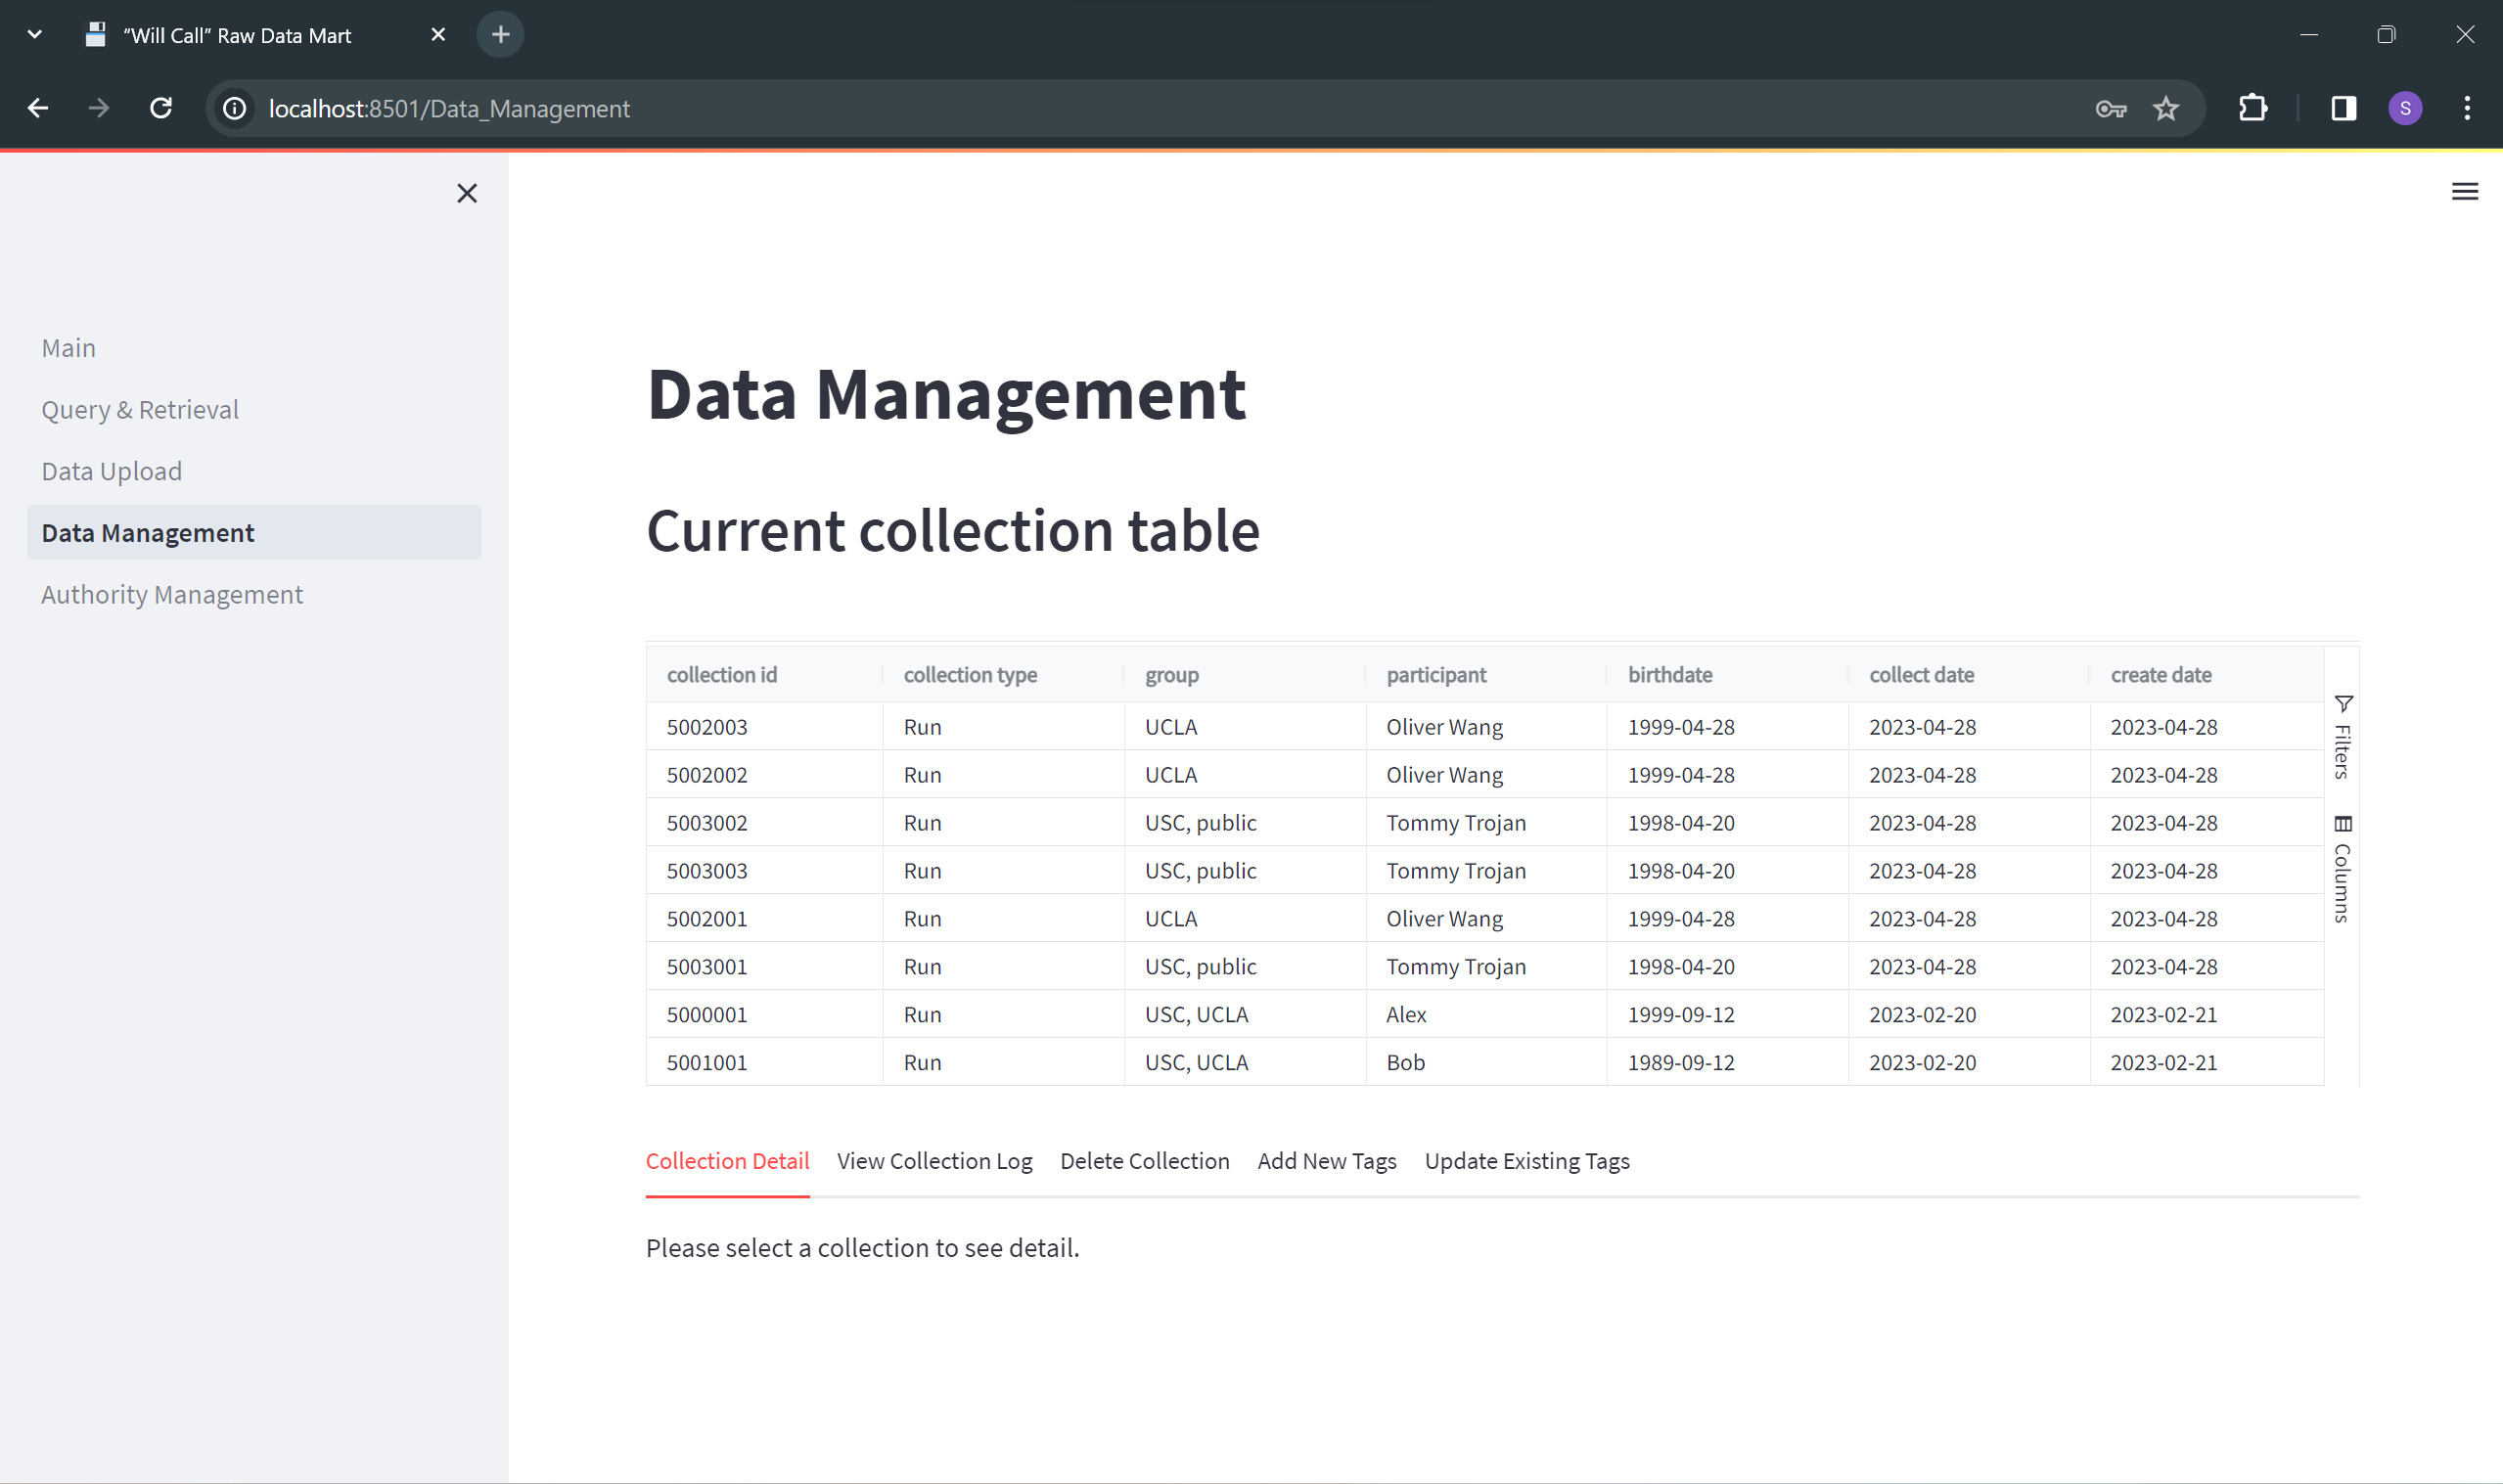 “Will Call” Raw Data Mart
localhost:8501/Data_Management
S
Main
Query & Retrieval
Data Upload
Data Management
Authority Management
Data Management
Current collection table
collection id collection type group participant birthdate collect date create date
5002003 Run UCLA Oliver Wang 1999-04-28 2023-04-28 2023-04-28
5002002 Run UCLA Oliver Wang 1999-04-28 2023-04-28 2023-04-28
5003002 Run USC, public Tommy Trojan 1998-04-20 2023-04-28 2023-04-28
5003003 Run USC, public Tommy Trojan 1998-04-20 2023-04-28 2023-04-28
5002001 Run UCLA Oliver Wang 1999-04-28 2023-04-28 2023-04-28
5003001 Run USC, public Tommy Trojan 1998-04-20 2023-04-28 2023-04-28
5000001 Run USC, UCLA Alex 1999-09-12 2023-02-20 2023-02-21
5001001 Run USC, UCLA Bob 1989-09-12 2023-02-20 2023-02-21
Filters
Columns
Collection Detail View Collection Log Delete Collection Add New Tags Update Existing Tags
Please select a collection to see detail.